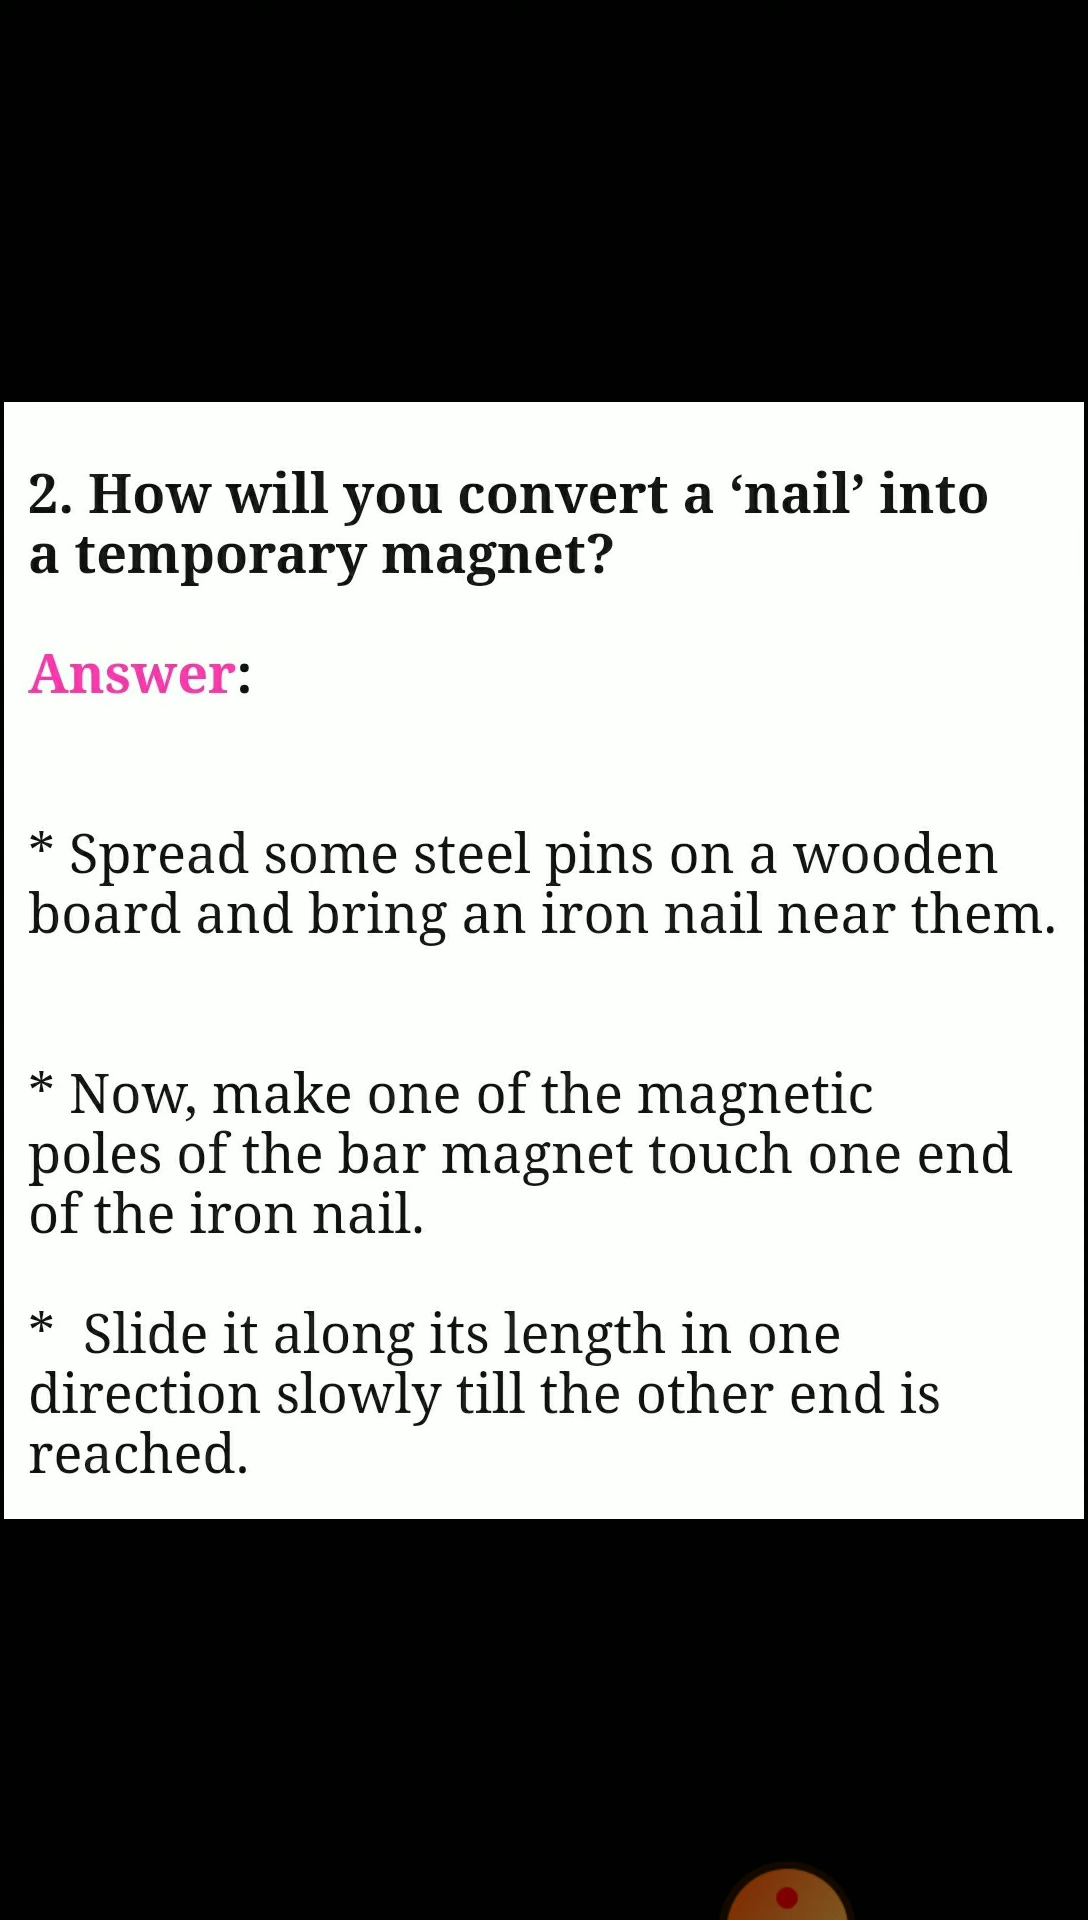 2. How will you convert a ‘nail’ into
a temporary magnet?
Answer:
* Spread some steel pins on a wooden
board and bring an iron nail near them.
* Now, make one of the magnetic
poles of the bar magnet touch one end
of the iron nail.
*  Slide it along its length in one
direction slowly till the other end is
reached.